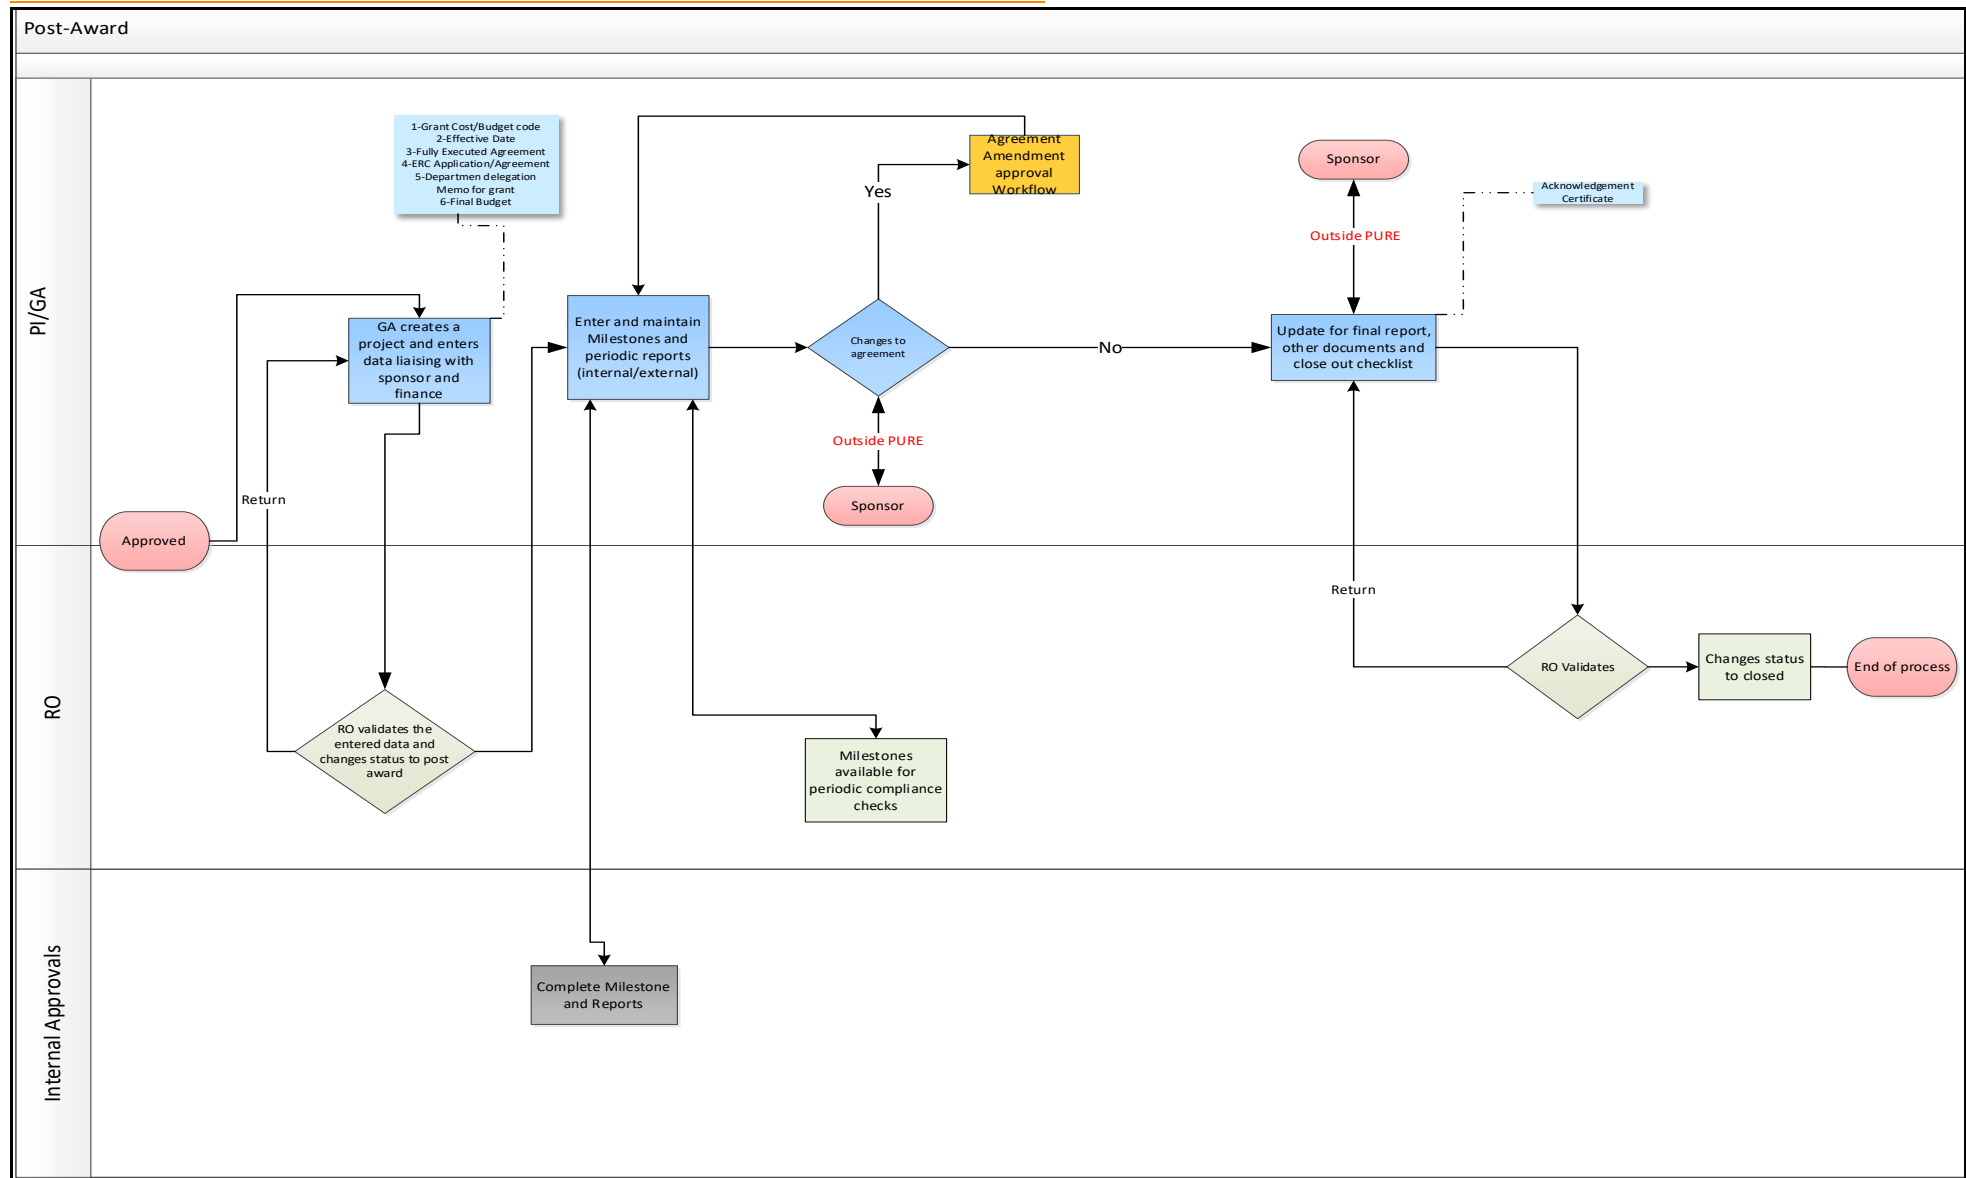 Post-Award
PI/GA
1-Grant Cost/Budget code
2-Effective Date
3-Fully Executed Agreement
4-ERC Application/Agreement
5-Departmen delegation
Memo for grant
6-Final Budget
Agreement
Amendment
approval
Workflow
Yes
Sponsor
Outside PURE
Acknowledgement
Certificate
GA creates a
project and enters
data liaising with
sponsor and
finance
Enter and maintain
Milestones and
periodic reports
(internal/external)
Changes to
agreement
No
Update for final report,
other documents and
close out checklist
Outside PURE
Sponsor
Return
Approved
RO
Return
RO validates the
entered data and
changes status to post
award
Milestones
available for
periodic compliance
checks
RO Validates
Changes status
to closed
End of process
Internal Approvals
Complete Milestone
and Reports